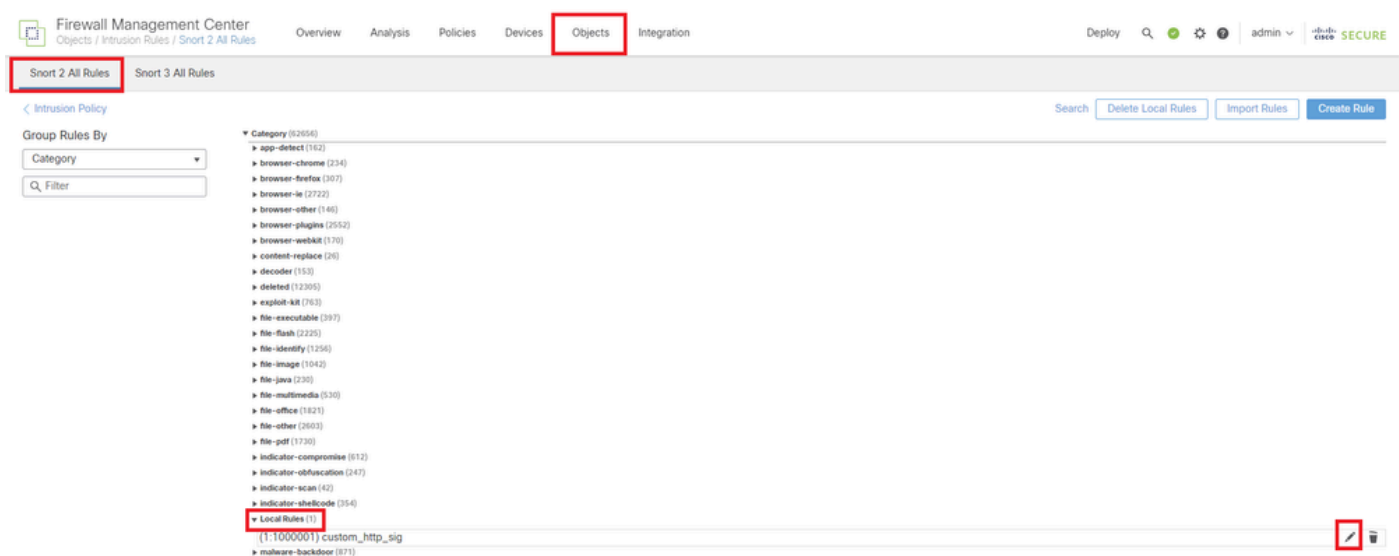 Firewall Management Center
Objects / Intrusion Rules / Snort 2 All Rules
Overview Analysis Policies Devices Objects Integration
Deploy admin cisco SECURE
Snort 2 All Rules Snort 3 All Rules
Intrusion Policy
Search Delete Local Rules Import Rules Create Rule
Group Rules By
Category
Filter
Category (62656)
app-detect (162)
browser-chrome (234)
browser-firefox (307)
browser-ie (2722)
browser-other (146)
browser-plugins (2552)
browser-webkit (170)
content-replace (26)
decoder (153)
deleted (12305)
exploit-kit (763)
file-executable (397)
file-flash (2225)
file-identify (1256)
file-image (1042)
file-java (230)
file-multimedia (530)
file-office (1821)
file-other (2603)
file-pdf (1730)
indicator-compromise (612)
indicator-obfuscation (247)
indicator-scan (42)
indicator-shellcode (354)
Local Rules (1)
(1:1000001) custom_http_sig
malware-backdoor (871)